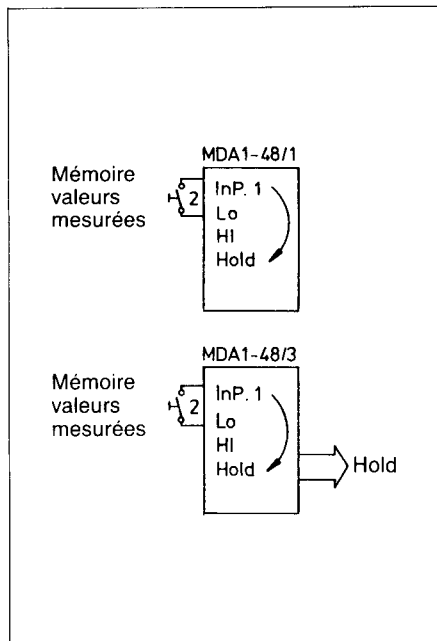 MDA1-48/1
Mémoire
valeurs
mesurées
2
InP. 1
Lo
HI
Hold
MDA1-48/3
Mémoire
valeurs
mesurées
2
InP. 1
Lo
HI
Hold
Hold